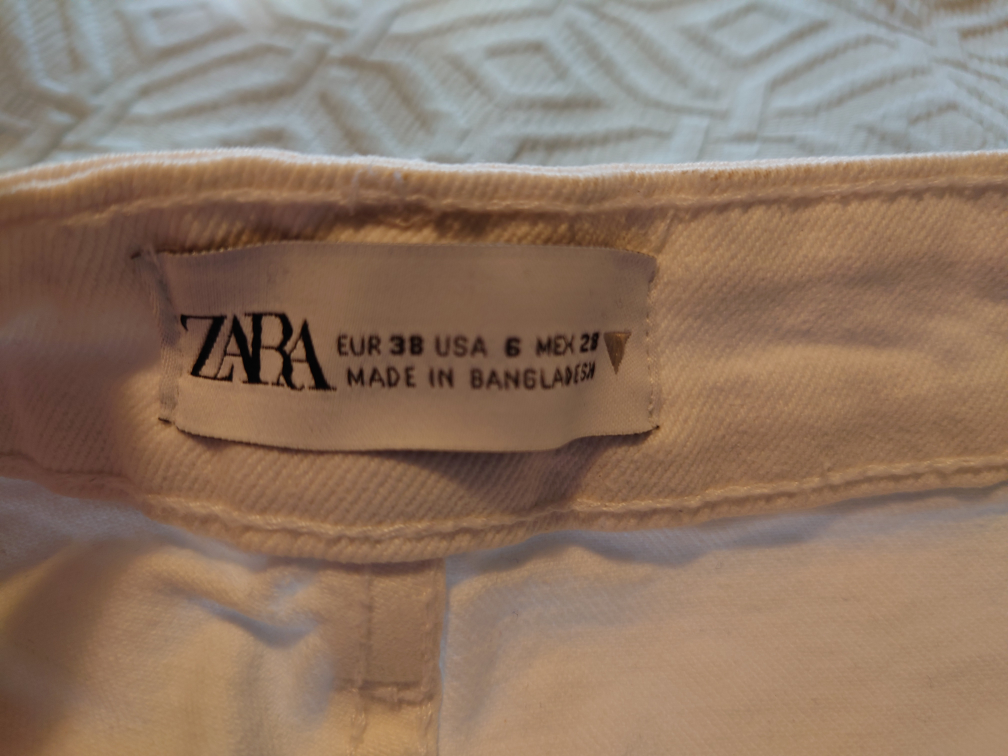 ZARA
EUR 38 USA 6 MEX 28
MADE IN BANGLADESH